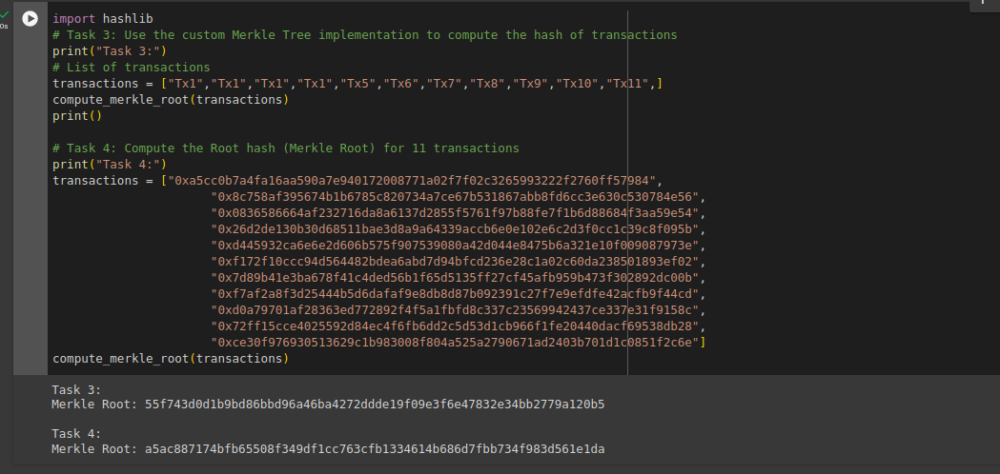 0s
import hashlib
# Task 3: Use the custom Merkle Tree implementation to compute the hash of transactions
print("Task 3:")
# List of transactions
transactions = ["Tx1","Tx1","Tx1","Tx1","Tx5","Tx6","Tx7","Tx8","Tx9","Tx10","Tx11",]
compute_merkle_root(transactions)
print()
# Task 4: Compute the Root hash (Merkle Root) for 11 transactions
print("Task 4:")
transactions = ["0xa5cc0b7a4fa16aa590a7e940172008771a02f7f02c3265993222f2760ff57984",
"0x8c758af395674b1b6785c820734a7ce67b531867abb8fd6cc3e630c530784e56",
"0x0836586664af232716da8a6137d2855f5761f97b88fe7f1b6d88684f3aa59e54",
"0x26d2de130b30d68511bae3d8a9a64339accb6e0e102e6c2d3f0cc1c39c8f095b",
"0xd445932ca6e6e2d606b575f907539080a42d044e8475b6a321e10f009087973e",
"0xf172f10ccc94d564482bdea6abd7d94bfcd236e28c1a02c60da238501893ef02",
"0x7d89b41e3ba678f41c4ded56b1f65d5135ff27cf45afb959b473f302892dc00b",
"0xf7af2a8f3d25444b5d6dafaf9e8db8d87b092391c27f7e9efdfe42acfb9f44cd",
"0xd0a79701af28363ed772892f4f5a1fbfd8c337c23569942437ce337e31f9158c",
"0x72ff15cce4025592d84ec4f6fb6dd2c5d53d1cb966f1fe20440dacf69538db28",
"0xce30f976930513629c1b983008f804a525a2790671ad2403b701d1c0851f2c6e"]
compute_merkle_root(transactions)
Task 3:
Merkle Root: 55f743d0d1b9bd86bbd96a46ba4272ddde19f09e3f6e47832e34bb2779a120b5
Task 4:
Merkle Root: a5ac887174bfb65508f349df1cc763cfb1334614b686d7fbb734f983d561e1da